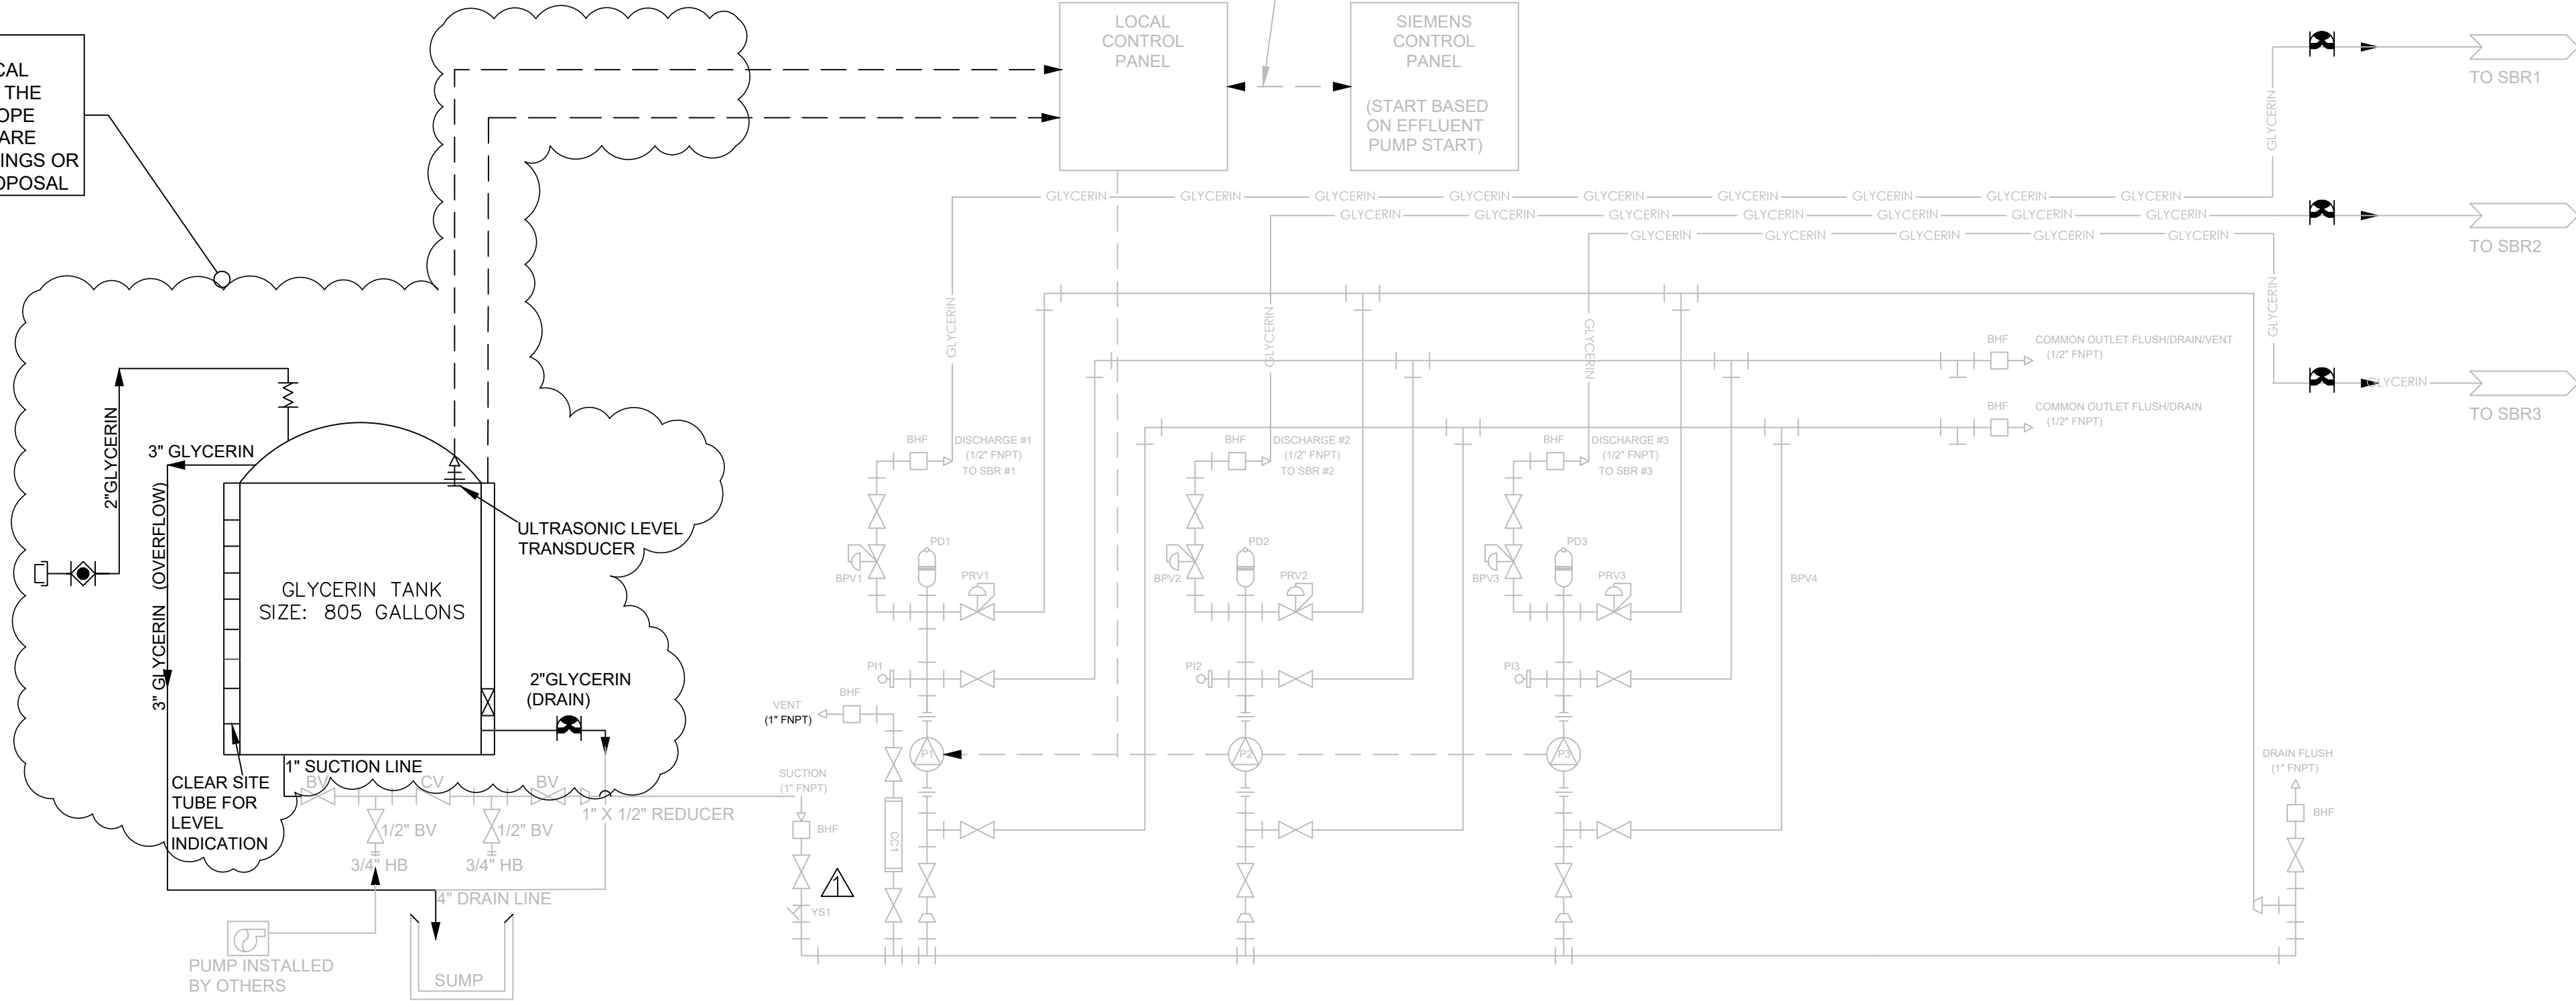 CAL
THE
OPE
ARE
INGS OR
OPOSAL
LOCAL
CONTROL
PANEL
SIEMENS
CONTROL
PANEL
(START BASED
ON EFFLUENT
PUMP START)
TO SBR1
GLYCERIN
GLYCERIN GLYCERIN GLYCERIN GLYCERIN GLYCERIN GLYCERIN GLYCERIN GLYCERIN GLYCERIN
GLYCERIN GLYCERIN GLYCERIN GLYCERIN GLYCERIN GLYCERIN GLYCERIN
TO SBR2
GLYCERIN GLYCERIN GLYCERIN GLYCERIN GLYCERIN
GLYCERIN
GLYCERIN
GLYCERIN
GLYCERIN
GLYCERIN
TO SBR3
BHF
COMMON OUTLET FLUSH/DRAIN/VENT
(1/2" FNPT)
BHF
COMMON OUTLET FLUSH/DRAIN
(1/2" FNPT)
2"GLYCERIN
3" GLYCERIN
3" GLYCERIN (OVERFLOW)
ULTRASONIC LEVEL
TRANSDUCER
GLYCERIN TANK
SIZE: 805 GALLONS
2"GLYCERIN
(DRAIN)
1" SUCTION LINE
CLEAR SITE
TUBE FOR
LEVEL
INDICATION
BV
CV
BV
1" X 1/2" REDUCER
1/2" BV
1/2" BV
3/4" HB
3/4" HB
4" DRAIN LINE
PUMP INSTALLED
BY OTHERS
SUMP
BHF
DISCHARGE #1
(1/2" FNPT)
TO SBR #1
BHF
DISCHARGE #2
(1/2" FNPT)
TO SBR #2
BHF
DISCHARGE #3
(1/2" FNPT)
TO SBR #3
PD1
PRV1
BPV1
PD2
PRV2
BPV2
PD3
PRV3
BPV3
BPV4
PI1
PI2
PI3
BHF
VENT
(1" FNPT)
P1
P2
P3
SUCTION
(1" FNPT)
BHF
CC1
1
YS1
DRAIN FLUSH
(1" FNPT)
BHF